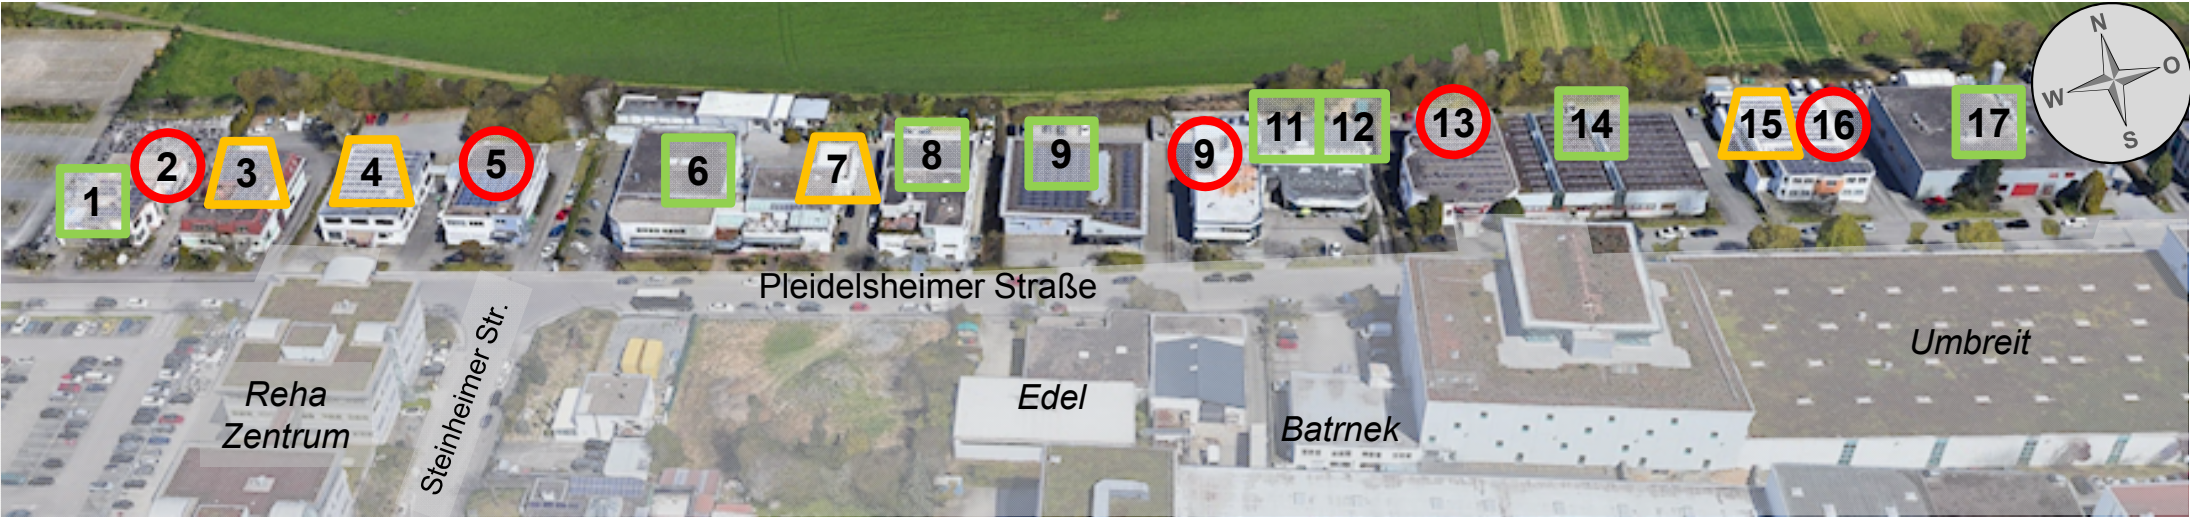 N
O
W
S
1
2
3
4
5
6
7
8
9
9
11
12
13
14
15
16
17
Pleidelsheimer Straße
Steinheimer Str.
Reha
Zentrum
Edel
Batrnek
Umbreit